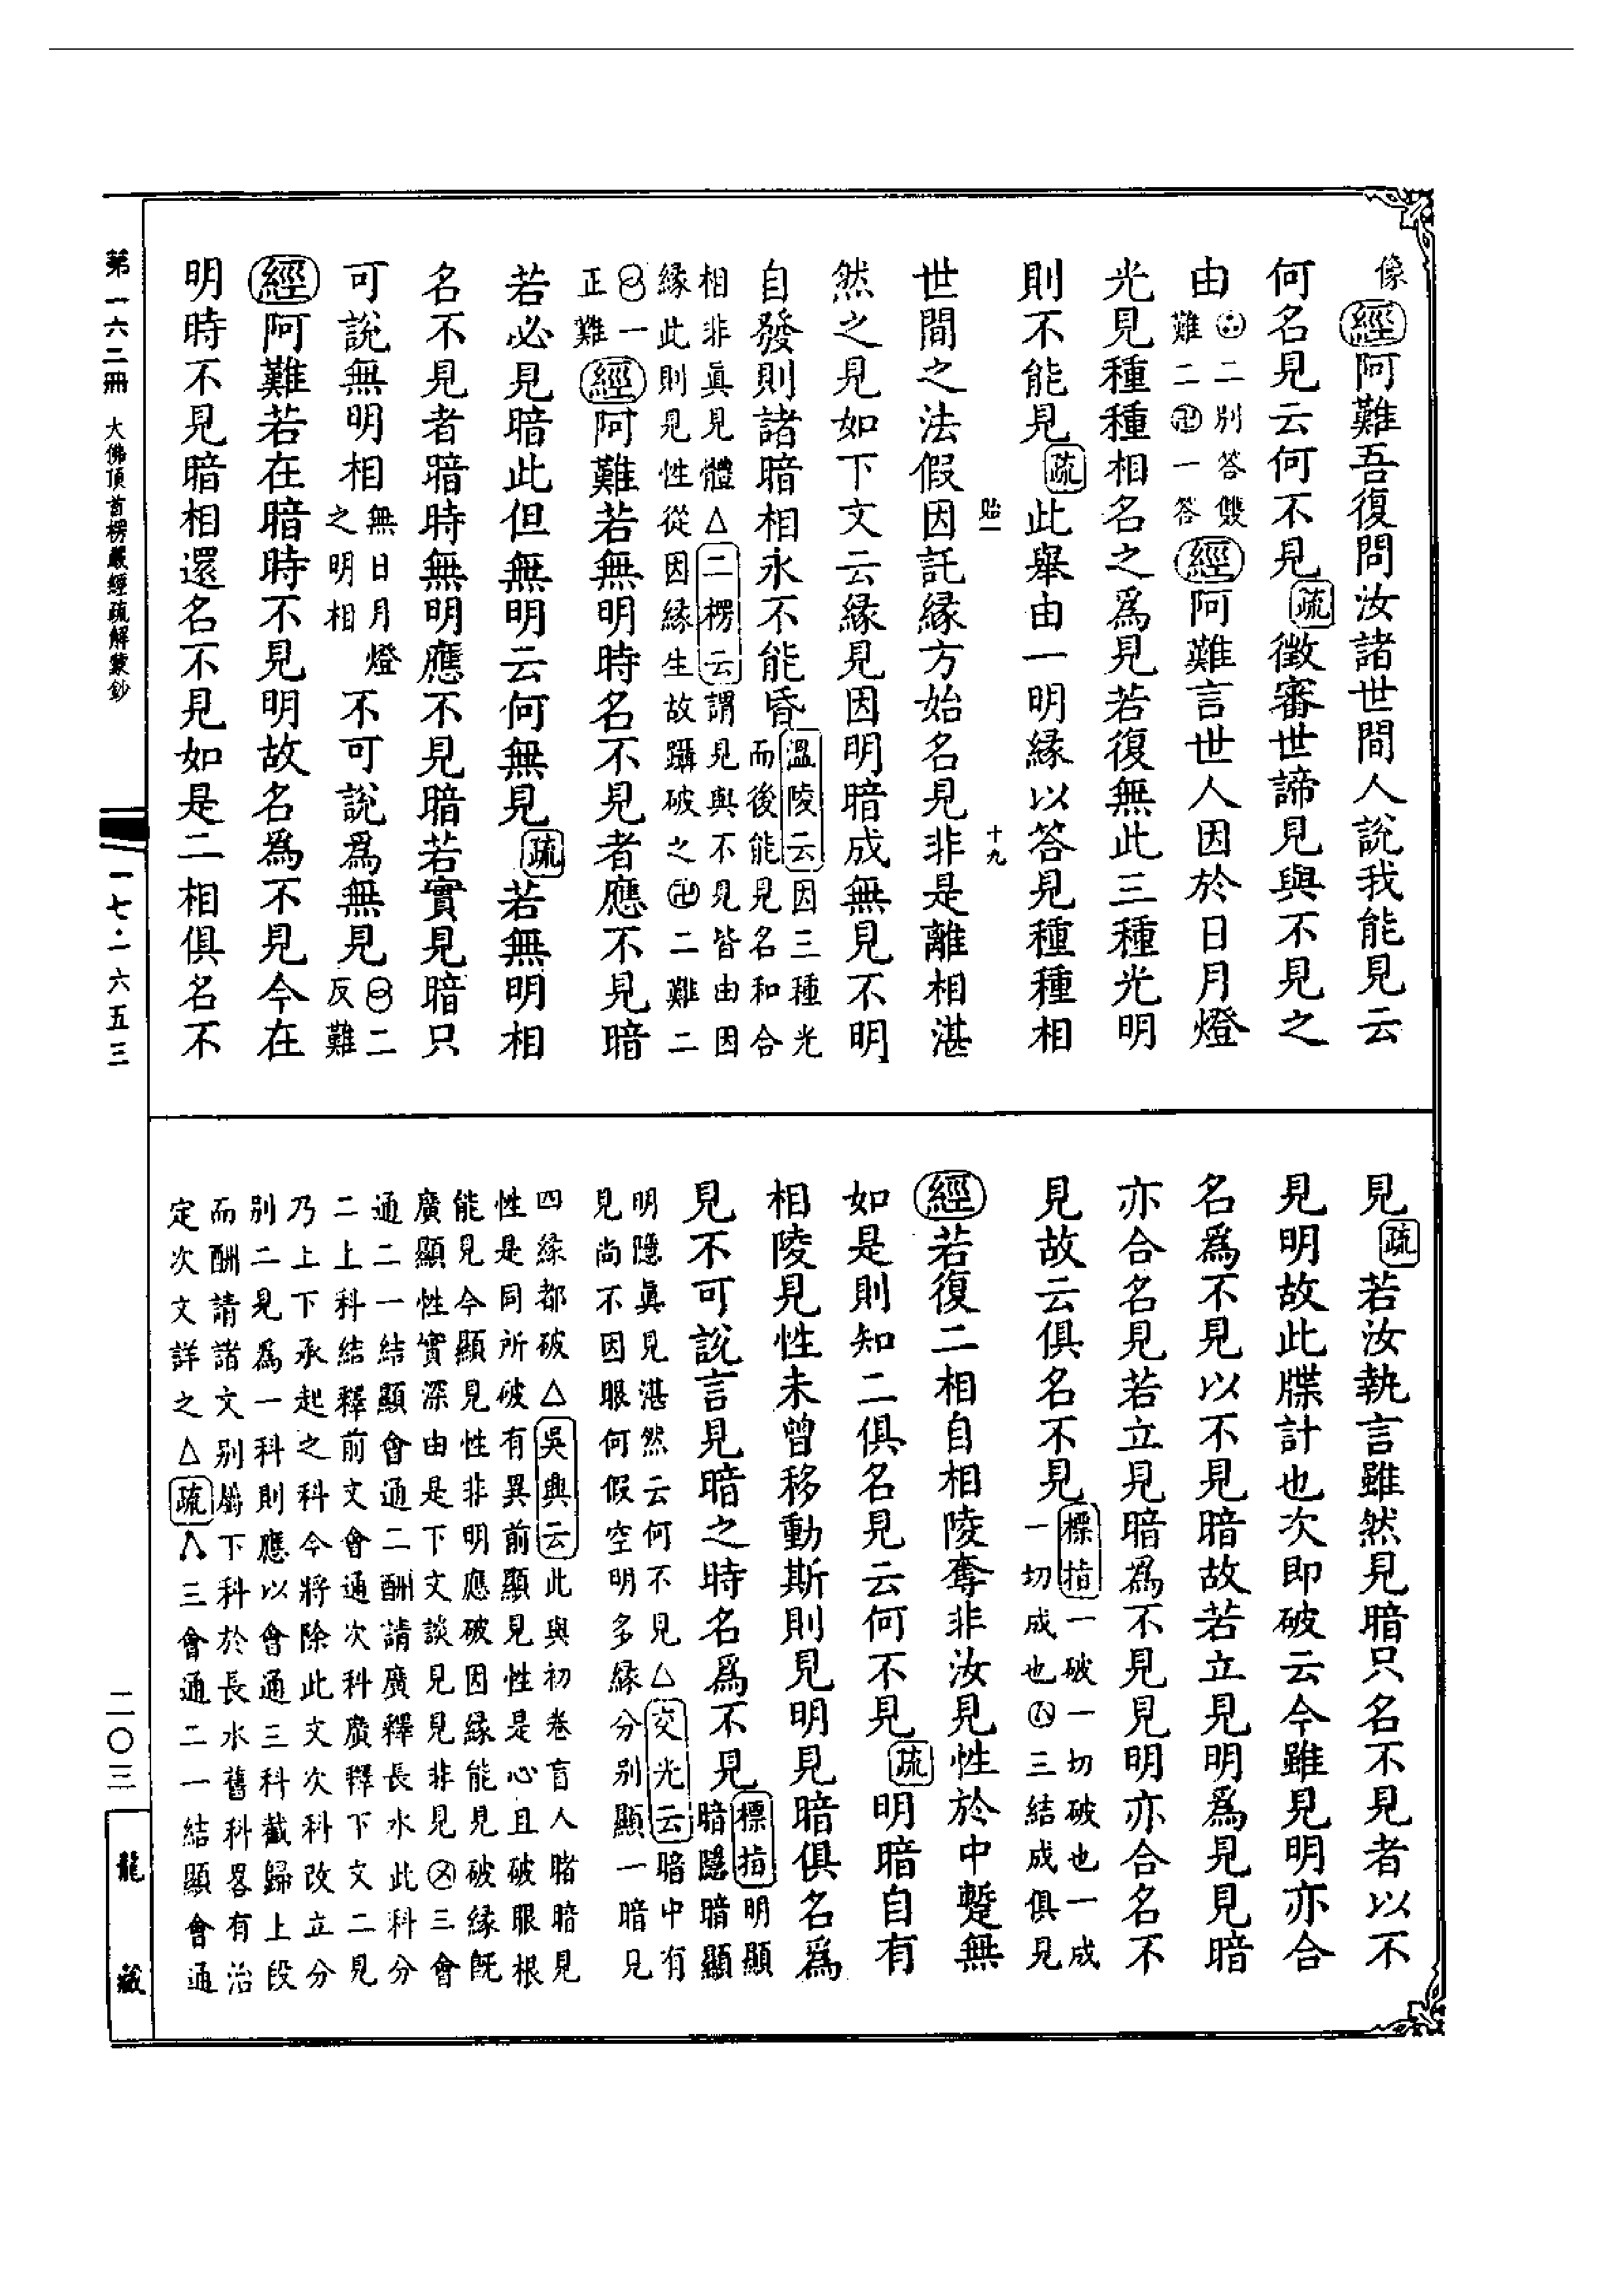 像經阿難吾復問汝諸世間人說我能見云
何名見云何不見疏徵審世諦見與不見之
由二別答雙
難二卍一答經阿難言世人因於日月燈
光見種種相名之爲見若復無此三種光明
則不能見疏此舉由一明緣以答見種種相
貽一 十九
世間之法假因託緣方始名見非是離相湛
然之見如下文云緣見因明暗成無見不明
自發則諸暗相永不能昏溫陵云因三種光
而後能見名和合
相非眞見體△二楞云謂見與不見皆由因
緣此則見性從因緣生故躡破之卍二難二
一
正難經阿難若無明時名不見者應不見暗
若必見暗此但無明云何無見疏若無明相
名不見者暗時無明應不見暗若實見暗只
可說無明相無日月燈
之明相不可說爲無見二
反難
經阿難若在暗時不見明故名爲不見今在
明時不見暗相還名不見如是二相俱名不
見疏若汝執言雖然見暗只名不見者以不
見明故此牒計也次即破云今雖見明亦合
名爲不見以不見暗故若立見明爲見見暗
亦合名見若立見暗爲不見見明亦合名不
見故云俱名不見標指一破一切破也一成
一切成也三結成俱見
經若復二相自相陵奪非汝見性於中蹔無
如是則知二俱名見云何不見疏明暗自有
相陵見性未曾移動斯則見明見暗俱名爲
見不可說言見暗之時名爲不見標指明顯
暗隱暗顯
明隱眞見湛然云何不見△交光云暗中有
見尚不因眼何假空明多緣分別顯一暗見
四緣都破△吳興云此與初卷盲人睹暗見
性是同所破有異前顯見性是心且破眼根
能見今顯見性非明應破因緣能見破緣既
廣顯性實深由是下文談見見非見三會
通二一結顯會通二酬請廣釋長水此科分
二上科結釋前文會通次科廣釋下文二見
乃上下承起之科今將除此文次科改立分
別二見爲一科則應以會通三科截歸上段
而酬請諸文別屬下科於長水舊科畧有治
定次文詳之△疏三會通二一結顯會通
第一六二冊 大佛頂首楞嚴經疏解蒙鈔
一七·一六五三
二〇三
龍藏